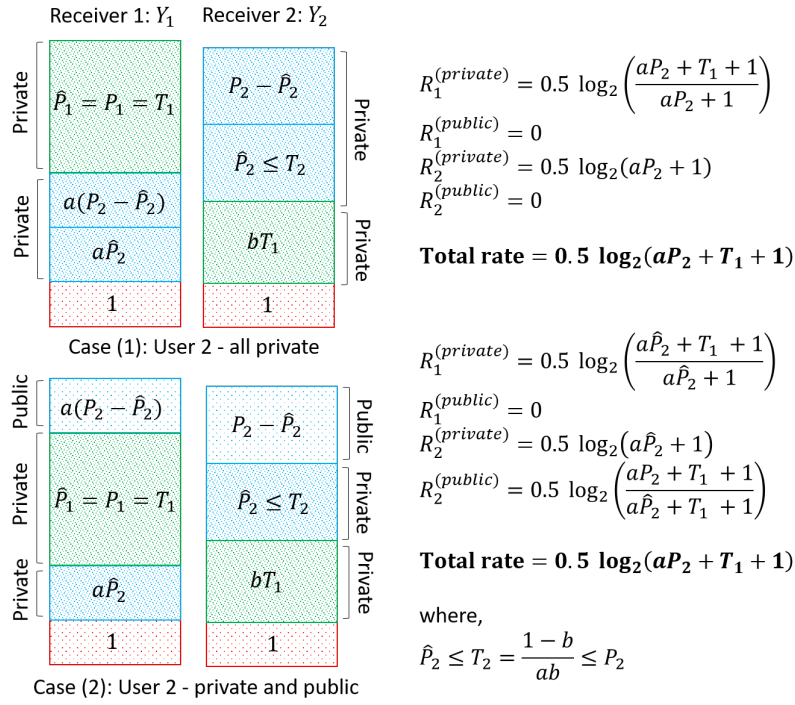 Receiver 1: Y₁
Receiver 2: Y₂
Private
P̂₁ = P₁ = T₁
Private
a(P₂ − P̂₂)
aP̂₂
1
P₂ − P̂₂
P̂₂ ≤ T₂
Private
bT₁
Private
1
Case (1): User 2 - all private
R₁^(private) = 0.5 log₂((aP₂ + T₁ + 1)/(aP₂ + 1))
R₁^(public) = 0
R₂^(private) = 0.5 log₂(aP₂ + 1)
R₂^(public) = 0
Total rate = 0.5 log₂(aP₂ + T₁ + 1)
Public
a(P₂ − P̂₂)
Private
P̂₁ = P₁ = T₁
Private
aP̂₂
1
P₂ − P̂₂
Public
P̂₂ ≤ T₂
Private
bT₁
Private
1
Case (2): User 2 - private and public
R₁^(private) = 0.5 log₂((aP̂₂ + T₁ + 1)/(aP̂₂ + 1))
R₁^(public) = 0
R₂^(private) = 0.5 log₂(aP̂₂ + 1)
R₂^(public) = 0.5 log₂((aP₂ + T₁ + 1)/(aP̂₂ + T₁ + 1))
Total rate = 0.5 log₂(aP₂ + T₁ + 1)
where,
P̂₂ ≤ T₂ = (1 − b)/(ab) ≤ P₂